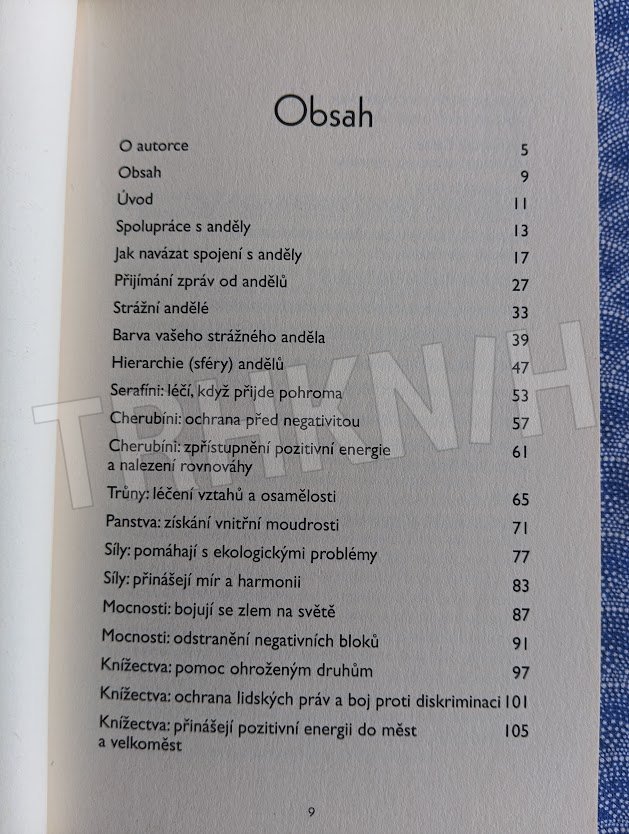 Obsah
O autorce 5
Obsah 9
Úvod 11
Spolupráce s anděly 13
Jak navázat spojení s anděly 17
Přijímání zpráv od andělů 27
Strážní andělé 33
Barva vašeho strážného anděla 39
Hierarchie (sféry) andělů 47
Serafíni: léčí, když přijde pohroma 53
Cherubíni: ochrana před negativitou 57
Cherubíni: zpřístupnění pozitivní energie 61
a nalezení rovnováhy
Trůny: léčení vztahů a osamělosti 65
Panstva: získání vnitřní moudrosti 71
Síly: pomáhají s ekologickými problémy 77
Síly: přinášejí mír a harmonii 83
Mocnosti: bojují se zlem na světě 87
Mocnosti: odstranění negativních bloků 91
Knížectva: pomoc ohroženým druhům 97
Knížectva: ochrana lidských práv a boj proti diskriminaci 101
Knížectva: přinášejí pozitivní energii do měst 105
a velkoměst
9
TRHKNIH